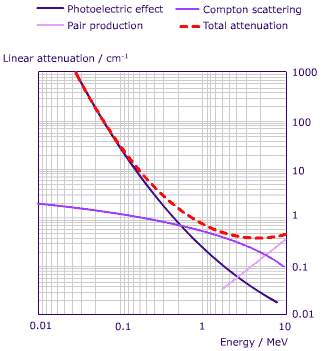 Photoelectric effect Compton scattering
Pair production Total attenuation
Linear attenuation / cm⁻¹
1000
100
10
1
0.1
0.01
0.01 0.1 1 10
Energy / MeV